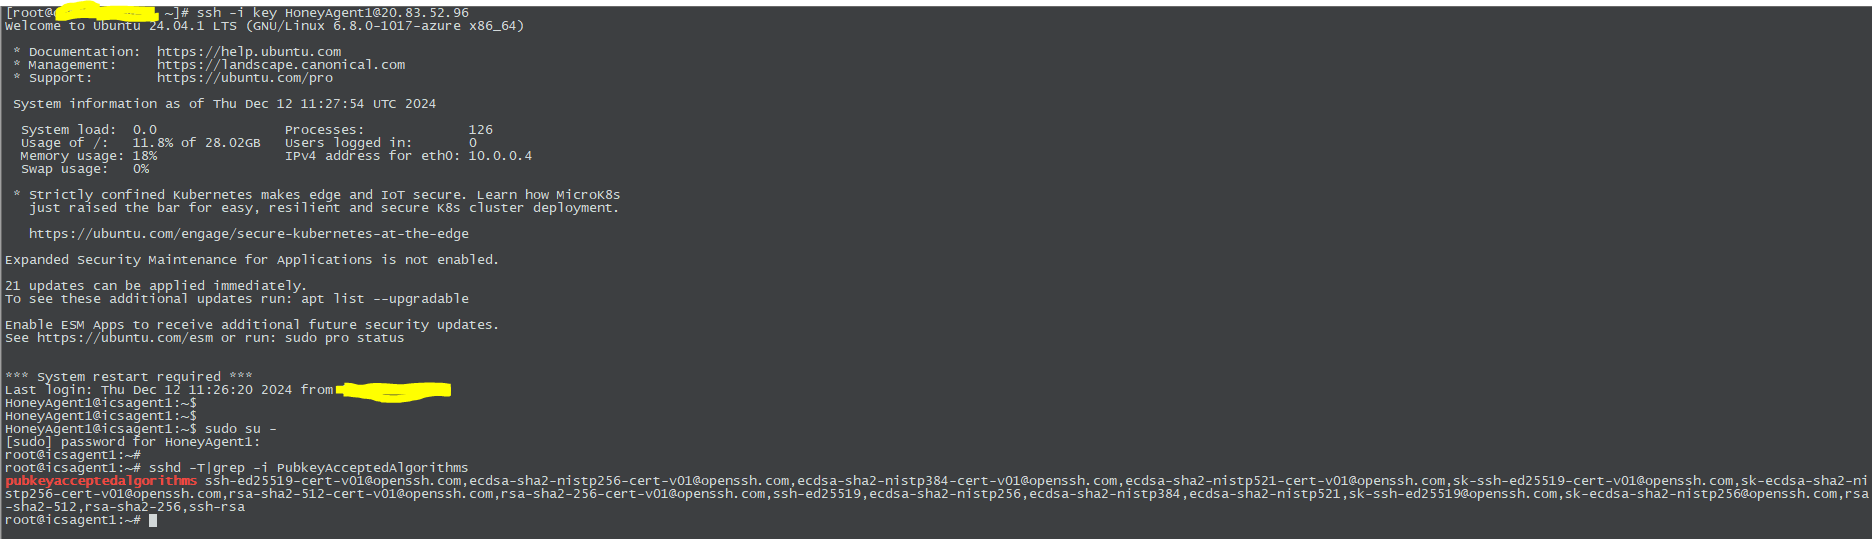 [root@ ~]# ssh -i key HoneyAgent1@20.83.52.96
Welcome to Ubuntu 24.04.1 LTS (GNU/Linux 6.8.0-1017-azure x86_64)
* Documentation:  https://help.ubuntu.com
* Management:     https://landscape.canonical.com
* Support:        https://ubuntu.com/pro
System information as of Thu Dec 12 11:27:54 UTC 2024
System load:  0.0                Processes:             126
Usage of /:   11.8% of 28.02GB   Users logged in:       0
Memory usage: 18%                IPv4 address for eth0: 10.0.0.4
Swap usage:   0%
* Strictly confined Kubernetes makes edge and IoT secure. Learn how MicroK8s
just raised the bar for easy, resilient and secure K8s cluster deployment.
https://ubuntu.com/engage/secure-kubernetes-at-the-edge
Expanded Security Maintenance for Applications is not enabled.
21 updates can be applied immediately.
To see these additional updates run: apt list --upgradable
Enable ESM Apps to receive additional future security updates.
See https://ubuntu.com/esm or run: sudo pro status
*** System restart required ***
Last login: Thu Dec 12 11:26:20 2024 from
HoneyAgent1@icsagent1:~$
HoneyAgent1@icsagent1:~$
HoneyAgent1@icsagent1:~$ sudo su -
[sudo] password for HoneyAgent1:
root@icsagent1:~#
root@icsagent1:~# sshd -T|grep -i PubkeyAcceptedAlgorithms
pubkeyacceptedalgorithms ssh-ed25519-cert-v01@openssh.com,ecdsa-sha2-nistp256-cert-v01@openssh.com,ecdsa-sha2-nistp384-cert-v01@openssh.com,ecdsa-sha2-nistp521-cert-v01@openssh.com,sk-ssh-ed25519-cert-v01@openssh.com,sk-ecdsa-sha2-ni
stp256-cert-v01@openssh.com,rsa-sha2-512-cert-v01@openssh.com,rsa-sha2-256-cert-v01@openssh.com,ssh-ed25519,ecdsa-sha2-nistp256,ecdsa-sha2-nistp384,ecdsa-sha2-nistp521,sk-ssh-ed25519@openssh.com,sk-ecdsa-sha2-nistp256@openssh.com,rsa
-sha2-512,rsa-sha2-256,ssh-rsa
root@icsagent1:~#